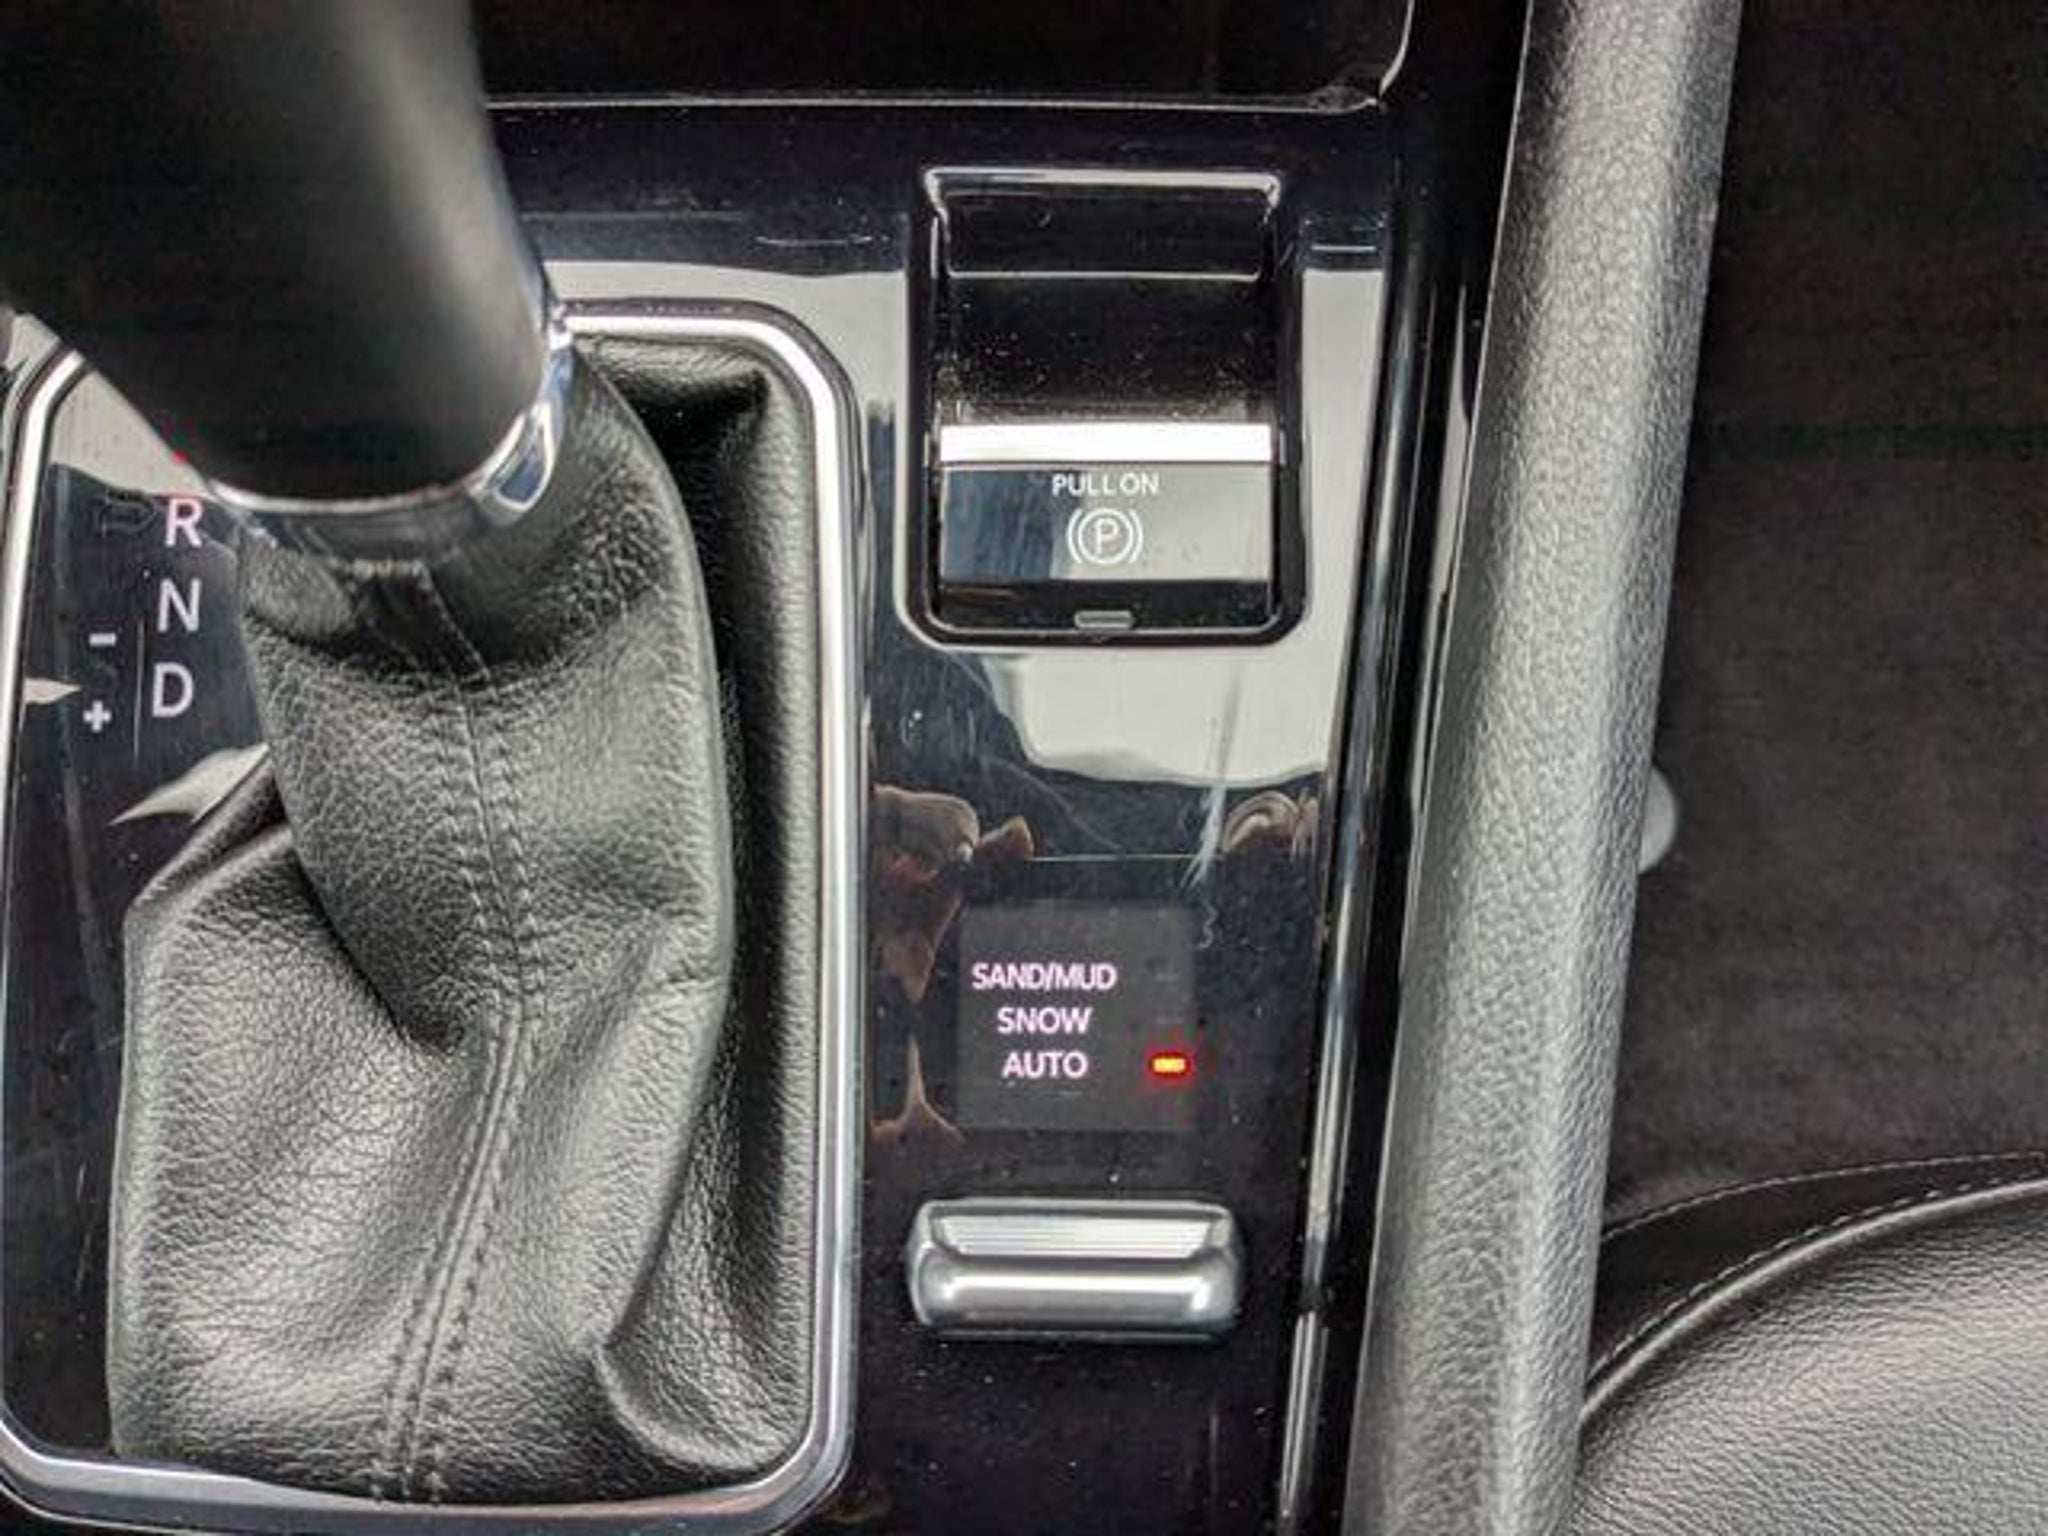 R
N
-
D
+
PULL ON
P
SAND/MUD
SNOW
AUTO